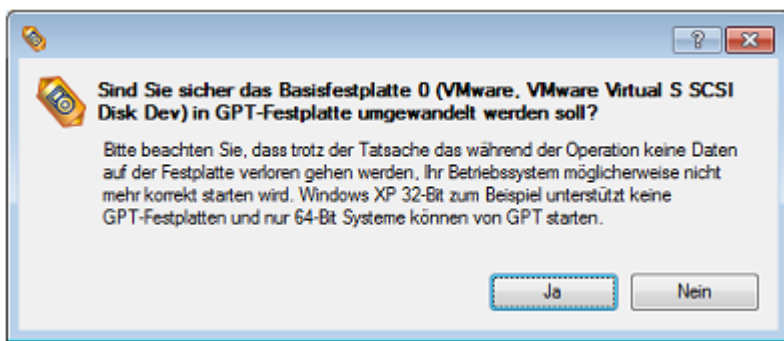 Sind Sie sicher das Basisfestplatte 0 (VMware, VMware Virtual S SCSI
Disk Dev) in GPT-Festplatte umgewandelt werden soll?
Bitte beachten Sie, dass trotz der Tatsache das während der Operation keine Daten
auf der Festplatte verloren gehen werden, Ihr Betriebssystem möglicherweise nicht
mehr korrekt starten wird. Windows XP 32-Bit zum Beispiel unterstützt keine
GPT-Festplatten und nur 64-Bit Systeme können von GPT starten.
Ja
Nein